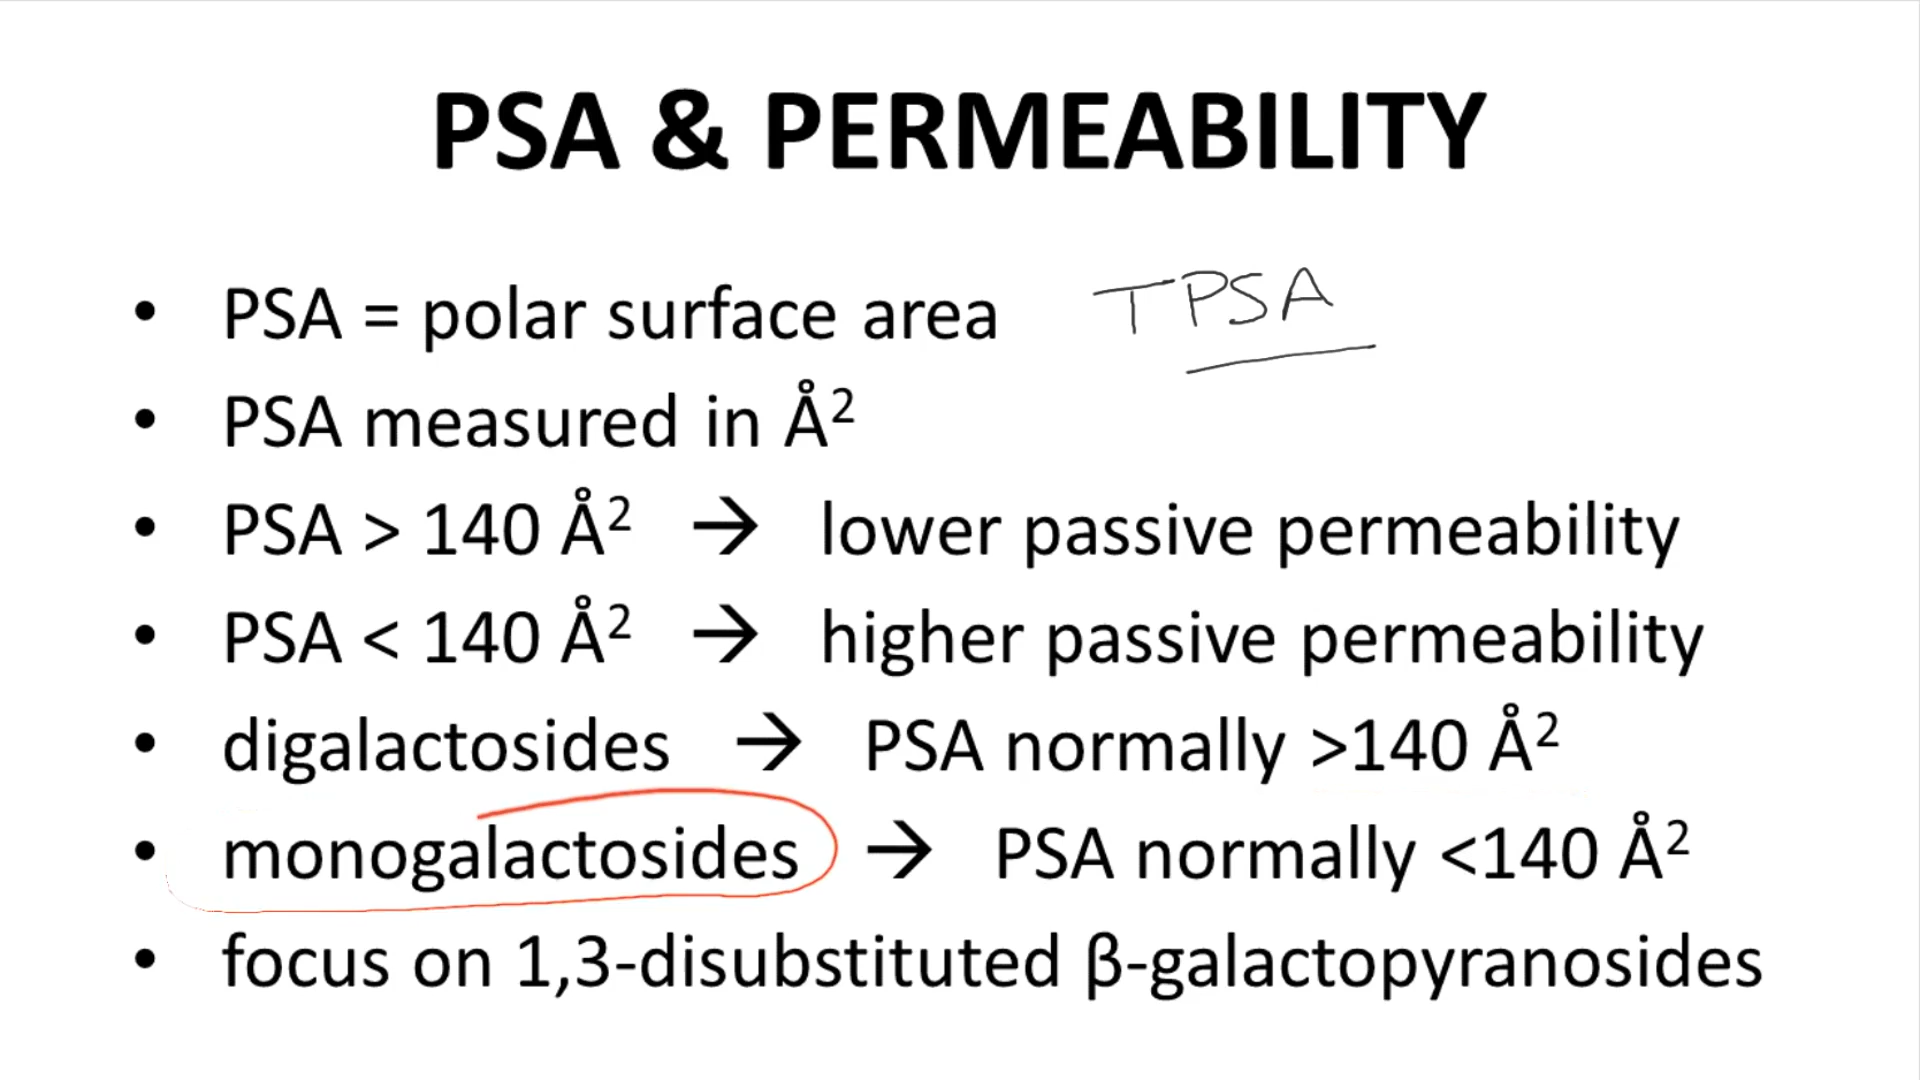 PSA & PERMEABILITY
• PSA = polar surface area TPSA
• PSA measured in Å²
• PSA > 140 Å² → lower passive permeability
• PSA < 140 Å² → higher passive permeability
• digalactosides → PSA normally >140 Å²
• monogalactosides → PSA normally <140 Å²
• focus on 1,3-disubstituted β-galactopyranosides